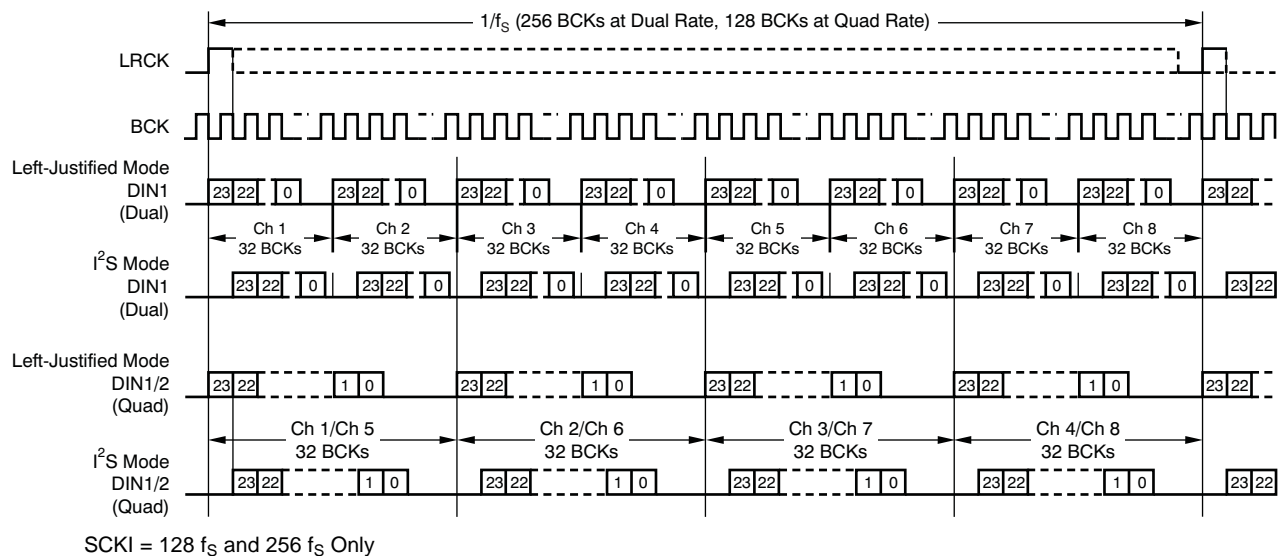 1/fS (256 BCKs at Dual Rate, 128 BCKs at Quad Rate)
LRCK
BCK
Left-Justified Mode
DIN1
(Dual)
23 22 0 23 22 0 23 22 0 23 22 0 23 22 0 23 22 0 23 22 0 23 22 0 23 22
Ch 1 Ch 2 Ch 3 Ch 4 Ch 5 Ch 6 Ch 7 Ch 8
32 BCKs 32 BCKs 32 BCKs 32 BCKs 32 BCKs 32 BCKs 32 BCKs 32 BCKs
I2S Mode
DIN1
(Dual)
23 22 0 23 22 0 23 22 0 23 22 0 23 22 0 23 22 0 23 22 0 23 22 0 23 22
Left-Justified Mode
DIN1/2
(Quad)
23 22 1 0 23 22 1 0 23 22 1 0 23 22 1 0 23 22
Ch 1/Ch 5 Ch 2/Ch 6 Ch 3/Ch 7 Ch 4/Ch 8
32 BCKs 32 BCKs 32 BCKs 32 BCKs
I2S Mode
DIN1/2
(Quad)
23 22 1 0 23 22 1 0 23 22 1 0 23 22 1 0 23 22
SCKI = 128 fS and 256 fS Only